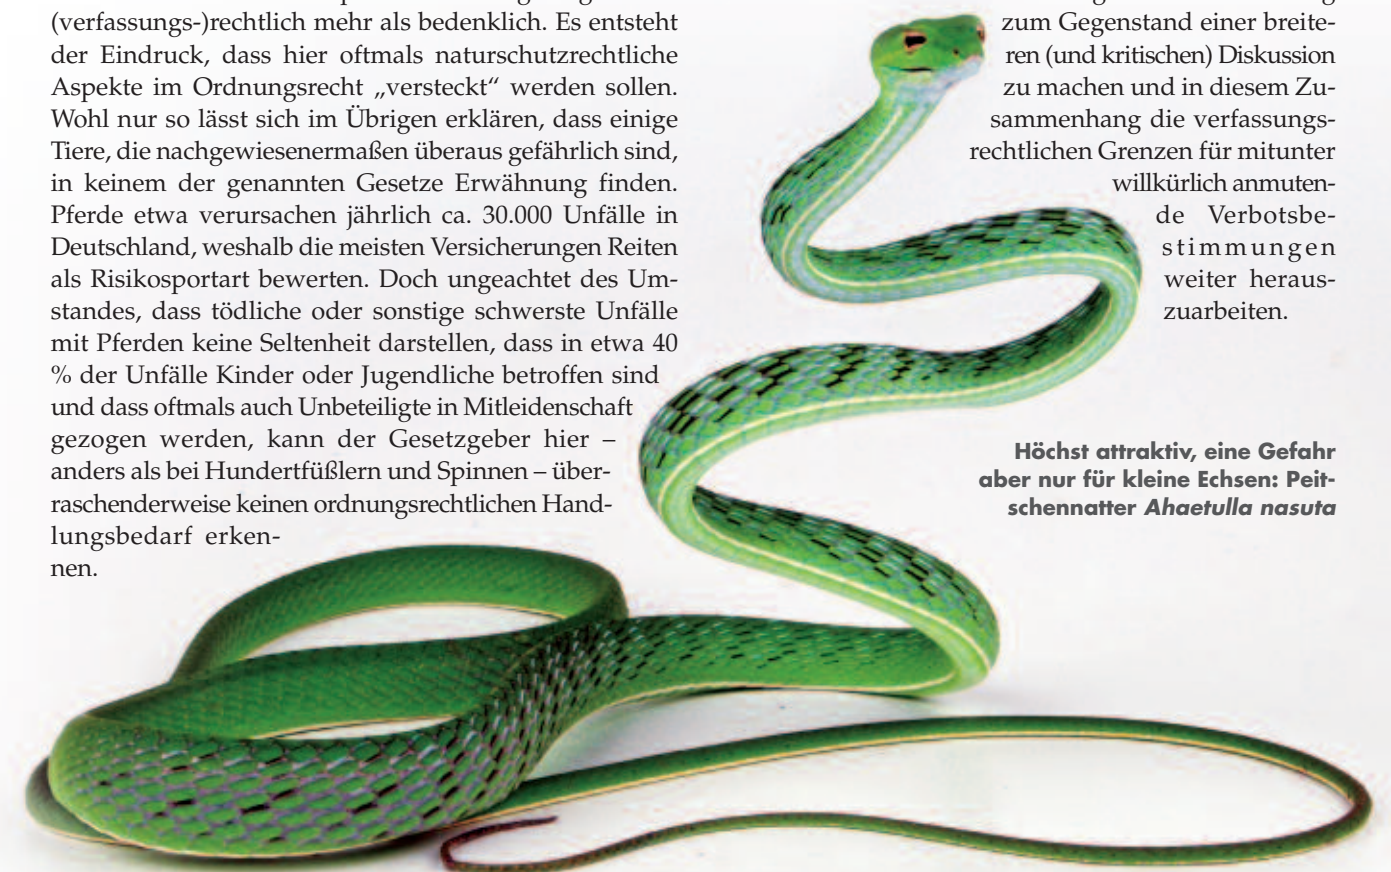 (verfassungs-)rechtlich mehr als bedenklich. Es entsteht
der Eindruck, dass hier oftmals naturschutzrechtliche
Aspekte im Ordnungsrecht „versteckt“ werden sollen.
Wohl nur so lässt sich im Übrigen erklären, dass einige
Tiere, die nachgewiesenermaßen überaus gefährlich sind,
in keinem der genannten Gesetze Erwähnung finden.
Pferde etwa verursachen jährlich ca. 30.000 Unfälle in
Deutschland, weshalb die meisten Versicherungen Reiten
als Risikosportart bewerten. Doch ungeachtet des Um-
standes, dass tödliche oder sonstige schwerste Unfälle
mit Pferden keine Seltenheit darstellen, dass in etwa 40
% der Unfälle Kinder oder Jugendliche betroffen sind
und dass oftmals auch Unbeteiligte in Mitleidenschaft
gezogen werden, kann der Gesetzgeber hier –
anders als bei Hundertfüßlern und Spinnen – über-
raschenderweise keinen ordnungsrechtlichen Hand-
lungsbedarf erken-
nen.
zum Gegenstand einer breite-
ren (und kritischen) Diskussion
zu machen und in diesem Zu-
sammenhang die verfassungs-
rechtlichen Grenzen für mitunter
willkürlich anmuten-
de Verbotsbe-
stimmungen
weiter heraus-
zuarbeiten.
Höchst attraktiv, eine Gefahr
aber nur für kleine Echsen: Peit-
schennatter Ahaetulla nasuta